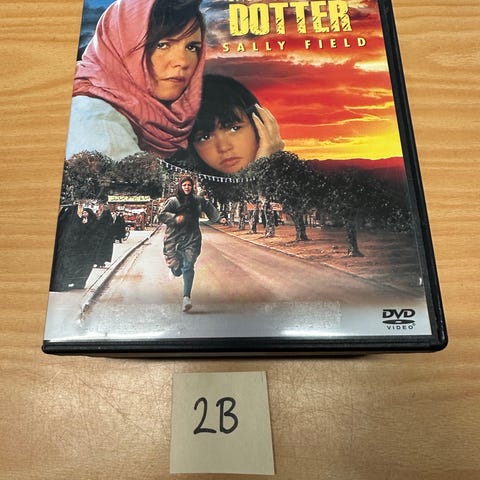 DOTTER
SALLY FIELD
DVD
VIDEO
2B